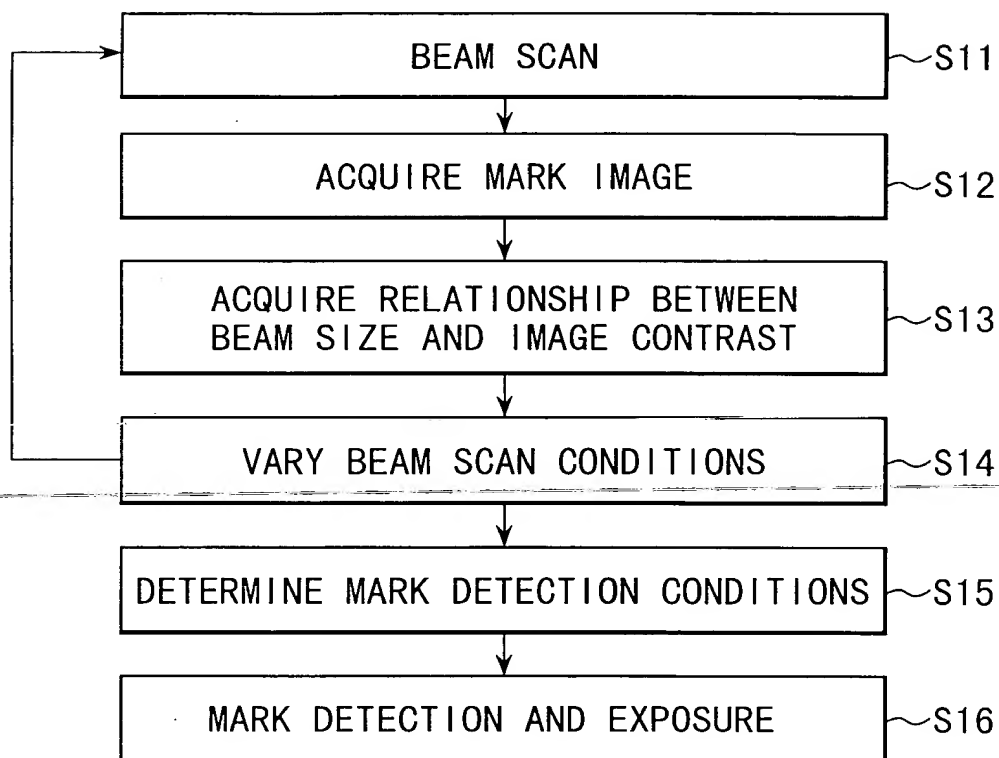 BEAM SCAN
S11
ACQUIRE MARK IMAGE
S12
ACQUIRE RELATIONSHIP BETWEEN
BEAM SIZE AND IMAGE CONTRAST
S13
VARY BEAM SCAN CONDITIONS
S14
DETERMINE MARK DETECTION CONDITIONS
S15
MARK DETECTION AND EXPOSURE
S16